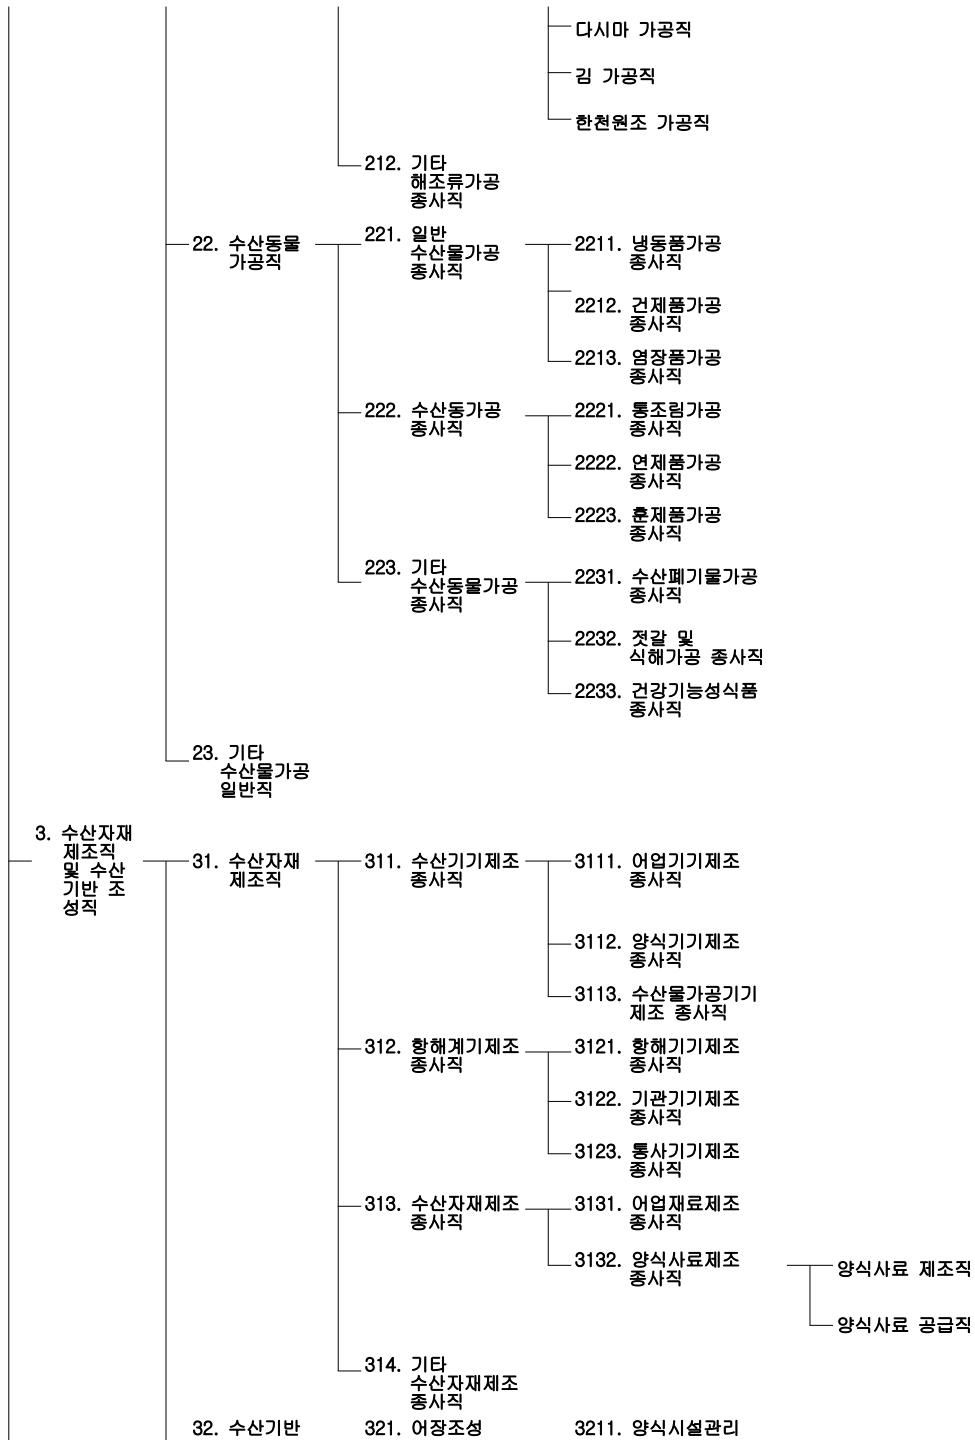 다시마 가공직
김 가공직
한천원조 가공직
212. 기타
해조류가공
종사직
22. 수산동물
가공직
221. 일반
수산물가공
종사직
2211. 냉동품가공
종사직
2212. 건제품가공
종사직
2213. 염장품가공
종사직
222. 수산동가공
종사직
2221. 통조림가공
종사직
2222. 연제품가공
종사직
2223. 훈제품가공
종사직
223. 기타
수산동물가공
종사직
2231. 수산폐기물가공
종사직
2232. 젓갈 및
식해가공 종사직
2233. 건강기능성식품
종사직
23. 기타
수산물가공
일반직
3. 수산자재
제조직
및 수산
기반 조
성직
31. 수산자재
제조직
311. 수산기기제조
종사직
3111. 어업기기제조
종사직
3112. 양식기기제조
종사직
3113. 수산물가공기기
제조 종사직
312. 항해계기제조
종사직
3121. 항해기기제조
종사직
3122. 기관기기제조
종사직
3123. 통사기기제조
종사직
313. 수산자재제조
종사직
3131. 어업재료제조
종사직
3132. 양식사료제조
종사직
양식사료 제조직
양식사료 공급직
314. 기타
수산자재제조
종사직
32. 수산기반
321. 어장조성
3211. 양식시설관리